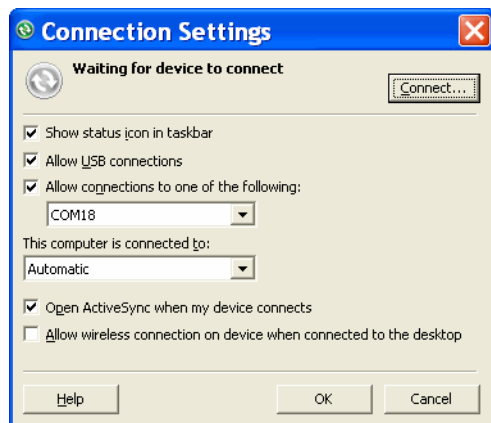 Connection Settings
Waiting for device to connect
Connect...
Show status icon in taskbar
Allow USB connections
Allow connections to one of the following:
COM18
This computer is connected to:
Automatic
Open ActiveSync when my device connects
Allow wireless connection on device when connected to the desktop
Help OK Cancel